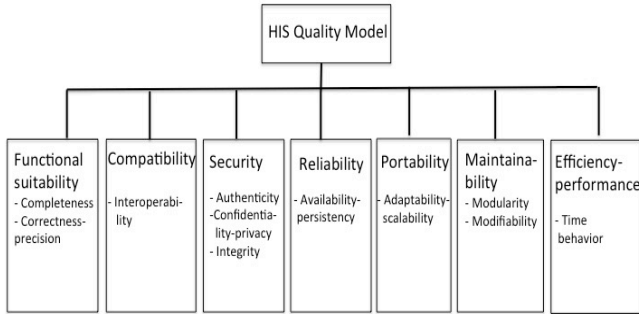 HIS Quality Model
Functional
suitability
- Completeness
- Correctness-
precision
Compatibility
- Interoperabi-
lity
Security
- Authenticity
-Confidentia-
lity-privacy
- Integrity
Reliability
- Availability-
persistency
Portability
- Adaptability-
scalability
Maintaina-
bility
- Modularity
- Modifiability
Efficiency-
performance
- Time
behavior